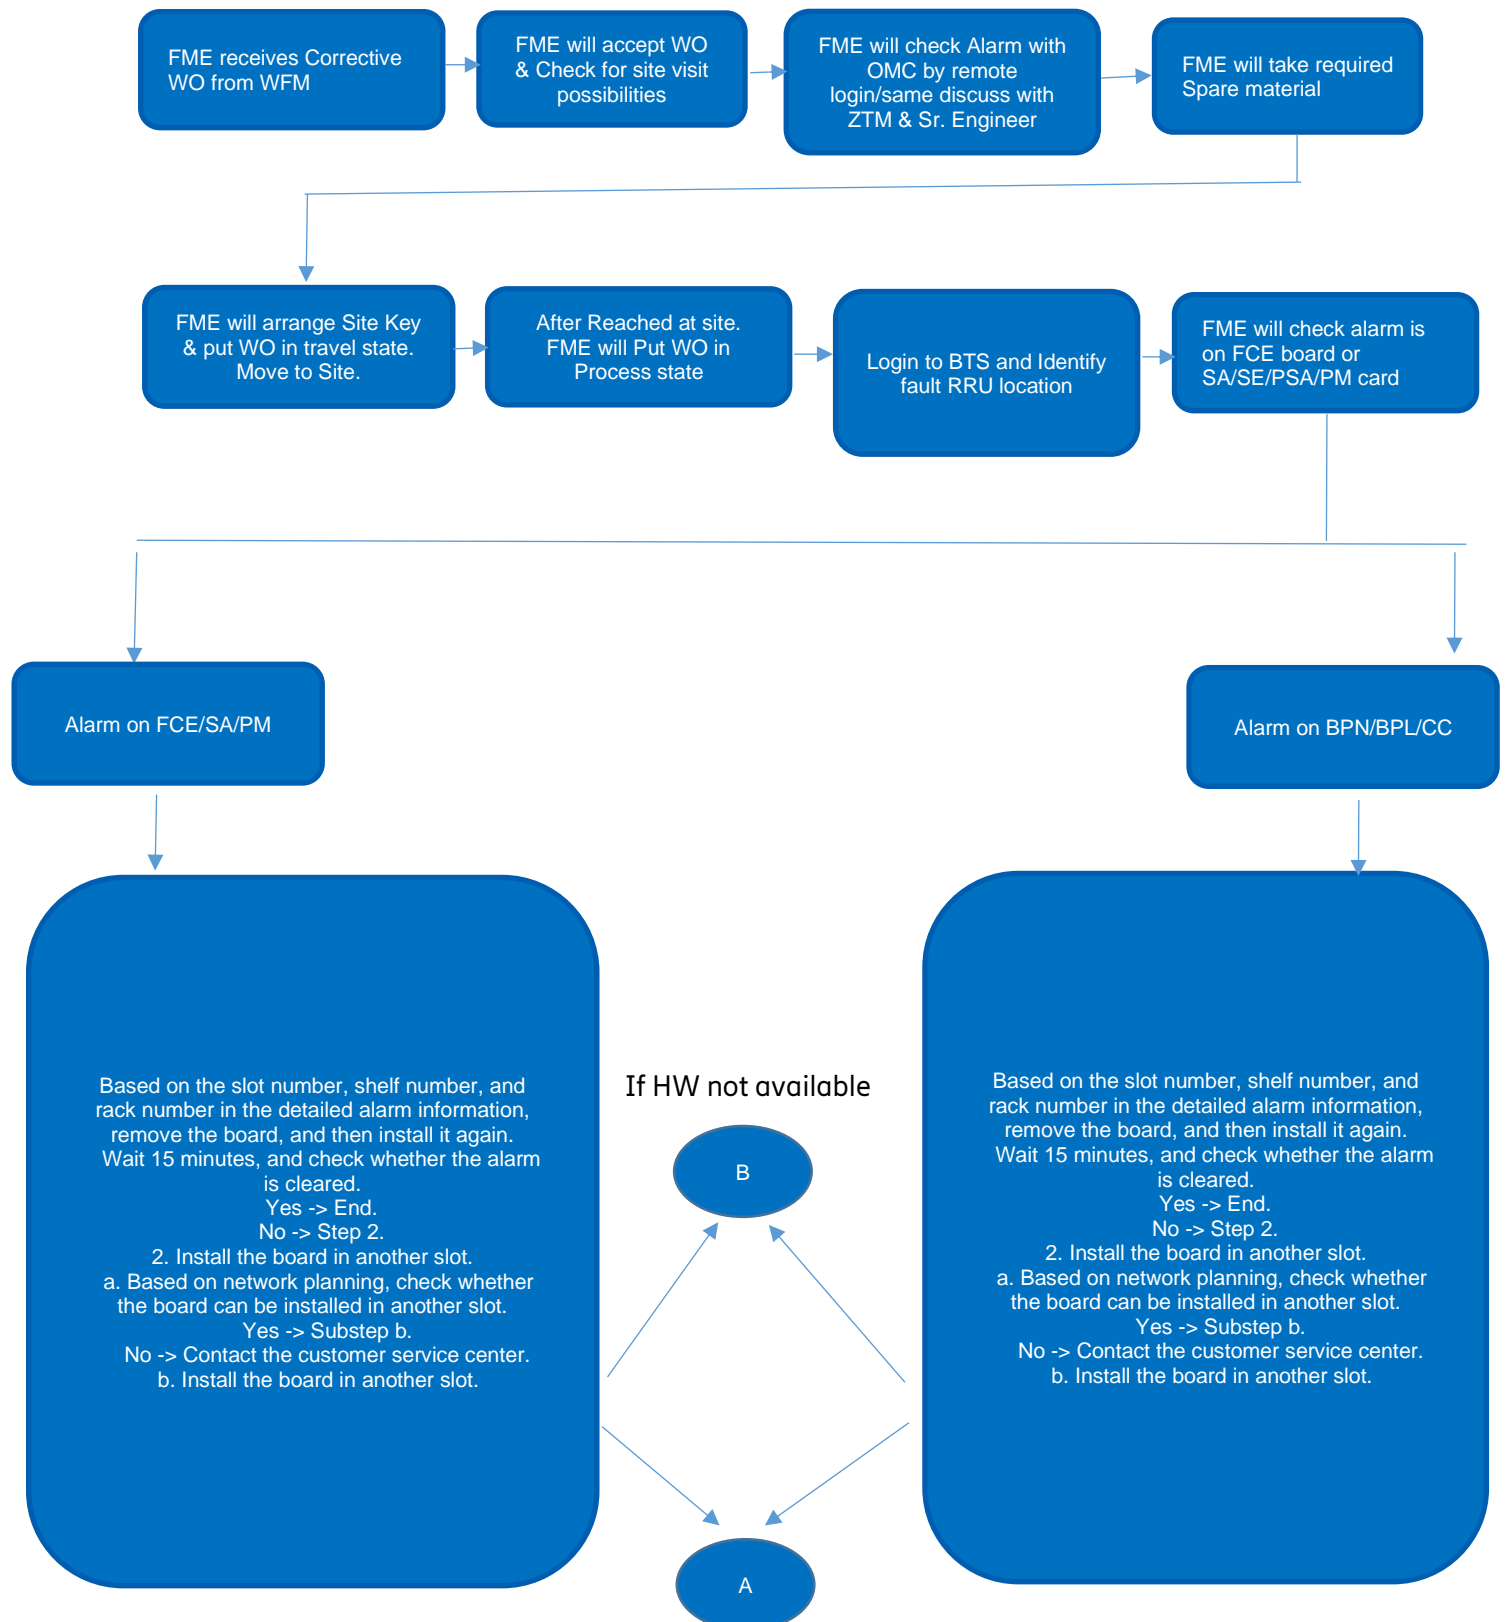 FME receives Corrective
WO from WFM
FME will accept WO
& Check for site visit
possibilities
FME will check Alarm with
OMC by remote
login/same discuss with
ZTM & Sr. Engineer
FME will take required
Spare material
FME will arrange Site Key
& put WO in travel state.
Move to Site.
After Reached at site.
FME will Put WO in
Process state
Login to BTS and Identify
fault RRU location
FME will check alarm is
on FCE board or
SA/SE/PSA/PM card
Alarm on FCE/SA/PM
Alarm on BPN/BPL/CC
Based on the slot number, shelf number, and
rack number in the detailed alarm information,
remove the board, and then install it again.
Wait 15 minutes, and check whether the alarm
is cleared.
Yes -> End.
No -> Step 2.
2. Install the board in another slot.
a. Based on network planning, check whether
the board can be installed in another slot.
Yes -> Substep b.
No -> Contact the customer service center.
b. Install the board in another slot.
If HW not available
B
A
Based on the slot number, shelf number, and
rack number in the detailed alarm information,
remove the board, and then install it again.
Wait 15 minutes, and check whether the alarm
is cleared.
Yes -> End.
No -> Step 2.
2. Install the board in another slot.
a. Based on network planning, check whether
the board can be installed in another slot.
Yes -> Substep b.
No -> Contact the customer service center.
b. Install the board in another slot.